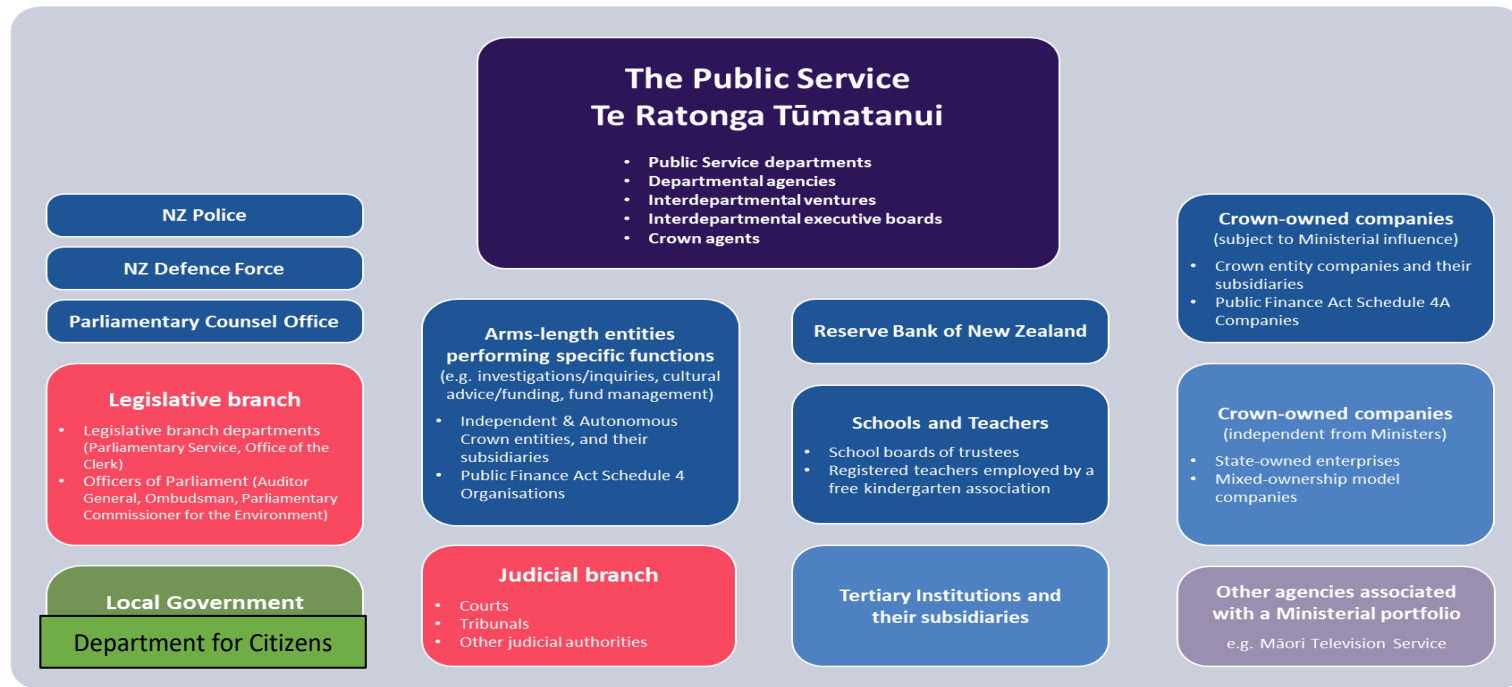 The Public Service
Te Ratonga Tūmatanui
• Public Service departments
• Departmental agencies
• Interdepartmental ventures
• Interdepartmental executive boards
• Crown agents
NZ Police
NZ Defence Force
Parliamentary Counsel Office
Legislative branch
• Legislative branch departments
(Parliamentary Service, Office of the
Clerk)
• Officers of Parliament (Auditor
General, Ombudsman, Parliamentary
Commissioner for the Environment)
Local Government
Department for Citizens
Arms-length entities
performing specific functions
(e.g. investigations/inquiries, cultural
advice/funding, fund management)
• Independent & Autonomous
Crown entities, and their
subsidiaries
• Public Finance Act Schedule 4
Organisations
Judicial branch
• Courts
• Tribunals
• Other judicial authorities
Reserve Bank of New Zealand
Schools and Teachers
• School boards of trustees
• Registered teachers employed by a
free kindergarten association
Tertiary Institutions and
their subsidiaries
Crown-owned companies
(subject to Ministerial influence)
• Crown entity companies and their
subsidiaries
• Public Finance Act Schedule 4A
Companies
Crown-owned companies
(independent from Ministers)
• State-owned enterprises
• Mixed-ownership model
companies
Other agencies associated
with a Ministerial portfolio
e.g. Māori Television Service